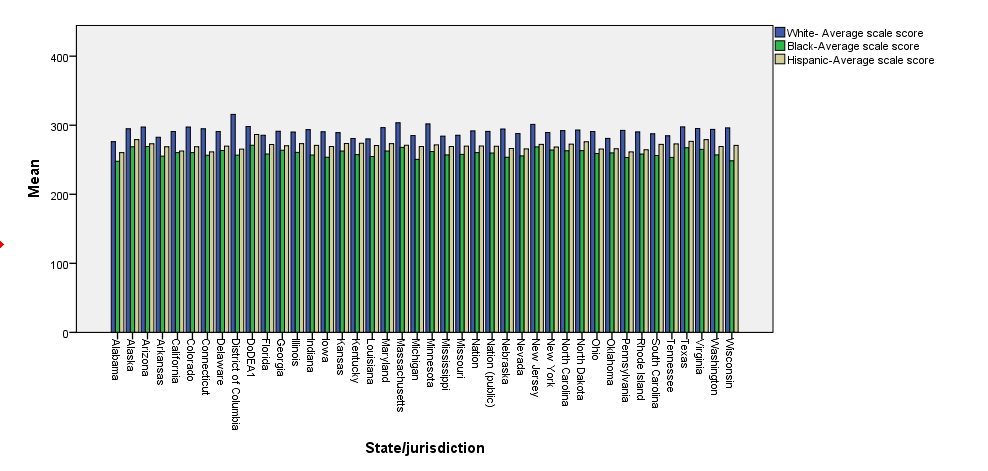 White- Average scale score
Black-Average scale score
Hispanic-Average scale score
400
300
200
100
0
Mean
Alabama
Alaska
Arizona
Arkansas
California
Colorado
Connecticut
Delaware
District of Columbia
DoDEA1
Florida
Georgia
Illinois
Indiana
Iowa
Kansas
Kentucky
Louisiana
Maryland
Massachusetts
Michigan
Minnesota
Mississippi
Missouri
Nation
Nation (public)
Nebraska
Nevada
New Jersey
New York
North Carolina
North Dakota
Ohio
Oklahoma
Pennsylvania
Rhode Island
South Carolina
Tennessee
Texas
Virginia
Washington
Wisconsin
State/jurisdiction